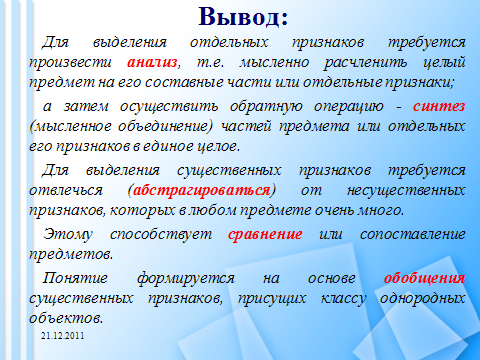 Вывод:
Для выделения отдельных признаков требуется
произвести анализ, т.е. мысленно расчленить целый
предмет на его составные части или отдельные признаки;
а затем осуществить обратную операцию - синтез
(мысленное объединение) частей предмета или отдельных
его признаков в единое целое.
Для выделения существенных признаков требуется
отвлечься (абстрагироваться) от несущественных
признаков, которых в любом предмете очень много.
Этому способствует сравнение или сопоставление
предметов.
Понятие формируется на основе обобщения
существенных признаков, присущих классу однородных
объектов.
21.12.2011